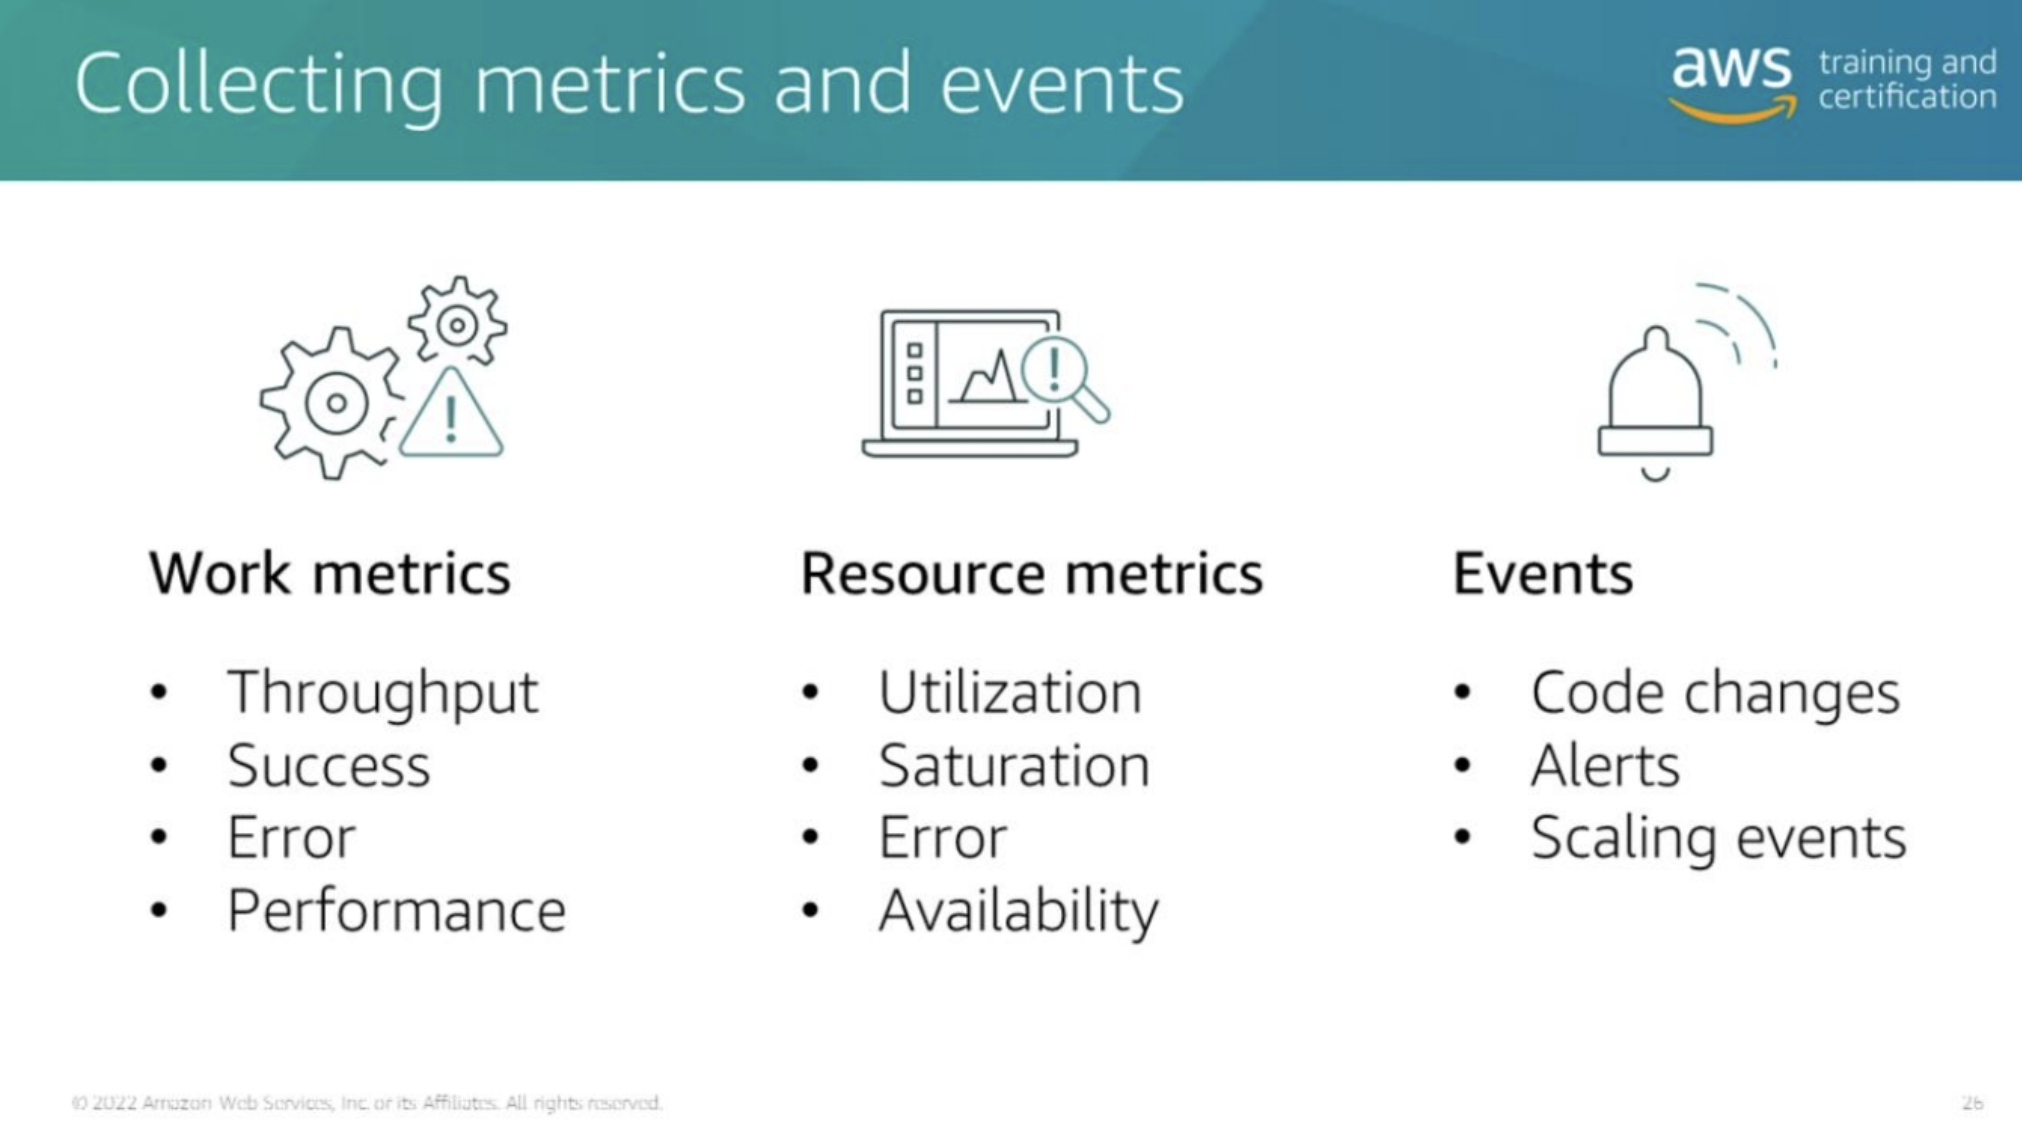 Collecting metrics and events
aws training and
certification
Work metrics
• Throughput
• Success
• Error
• Performance
Resource metrics
• Utilization
• Saturation
• Error
• Availability
Events
• Code changes
• Alerts
• Scaling events
© 2022 Amazon Web Services, Inc. or its Affiliates. All rights reserved.
26